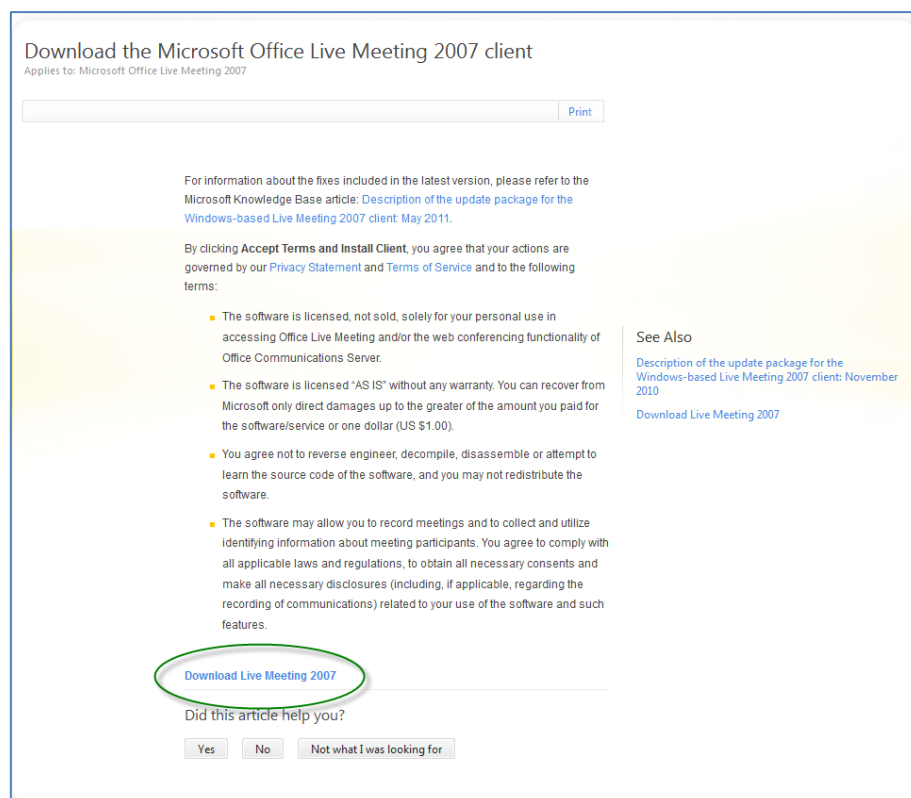 Download the Microsoft Office Live Meeting 2007 client
Applies to: Microsoft Office Live Meeting 2007
Print
For information about the fixes included in the latest version, please refer to the
Microsoft Knowledge Base article: Description of the update package for the
Windows-based Live Meeting 2007 client: May 2011.
By clicking Accept Terms and Install Client, you agree that your actions are
governed by our Privacy Statement and Terms of Service and to the following
terms:
The software is licensed, not sold, solely for your personal use in
accessing Office Live Meeting and/or the web conferencing functionality of
Office Communications Server.
The software is licensed “AS IS” without any warranty. You can recover from
Microsoft only direct damages up to the greater of the amount you paid for
the software/service or one dollar (US $1.00).
You agree not to reverse engineer, decompile, disassemble or attempt to
learn the source code of the software, and you may not redistribute the
software.
The software may allow you to record meetings and to collect and utilize
identifying information about meeting participants. You agree to comply with
all applicable laws and regulations, to obtain all necessary consents and
make all necessary disclosures (including, if applicable, regarding the
recording of communications) related to your use of the software and such
features.
Download Live Meeting 2007
Did this article help you?
Yes No Not what I was looking for
See Also
Description of the update package for the
Windows-based Live Meeting 2007 client: November
2010
Download Live Meeting 2007